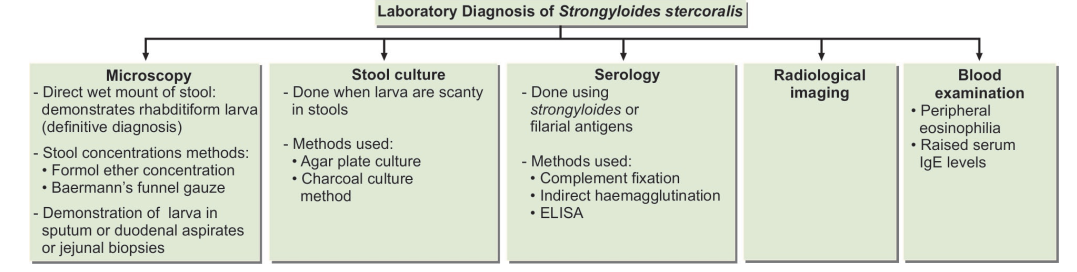 Laboratory Diagnosis of Strongyloides stercoralis
Microscopy
- Direct wet mount of stool:
demonstrates rhabditiform larva
(definitive diagnosis)
- Stool concentrations methods:
• Formol ether concentration
• Baermann's funnel gauze
- Demonstration of larva in
sputum or duodenal aspirates
or jejunal biopsies
Stool culture
- Done when larva are scanty
in stools
- Methods used:
• Agar plate culture
• Charcoal culture
method
Serology
- Done using
strongyloides or
filarial antigens
- Methods used:
• Complement fixation
• Indirect haemagglutination
• ELISA
Radiological
imaging
Blood
examination
• Peripheral
eosinophilia
• Raised serum
IgE levels